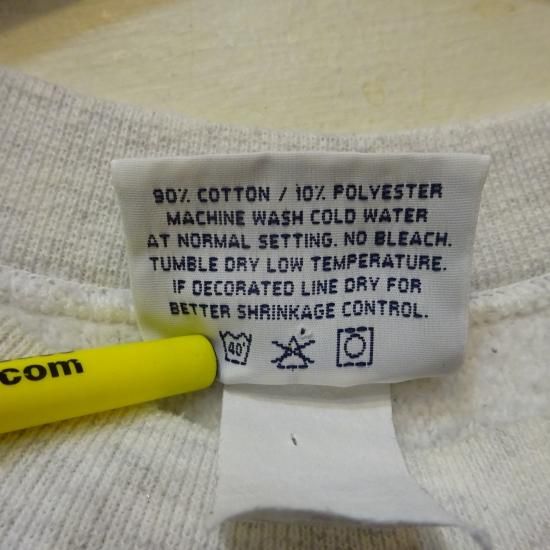 90% COTTON / 10% POLYESTER
MACHINE WASH COLD WATER
AT NORMAL SETTING. NO BLEACH.
TUMBLE DRY LOW TEMPERATURE.
IF DECORATED LINE DRY FOR
BETTER SHRINKAGE CONTROL.
40°
com